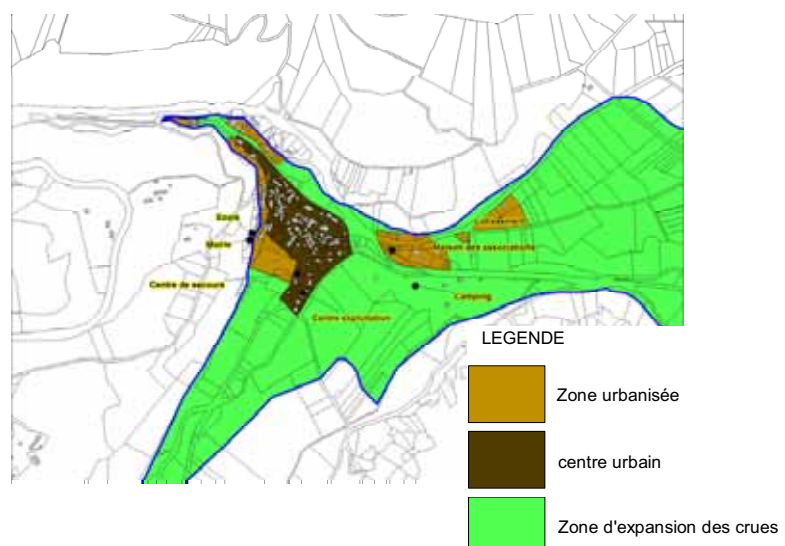 Ecole
Mairie
Maison des associations
Centre de secours
Camping
Centre exploitation
LEGENDE
Zone urbanisée
centre urbain
Zone d'expansion des crues